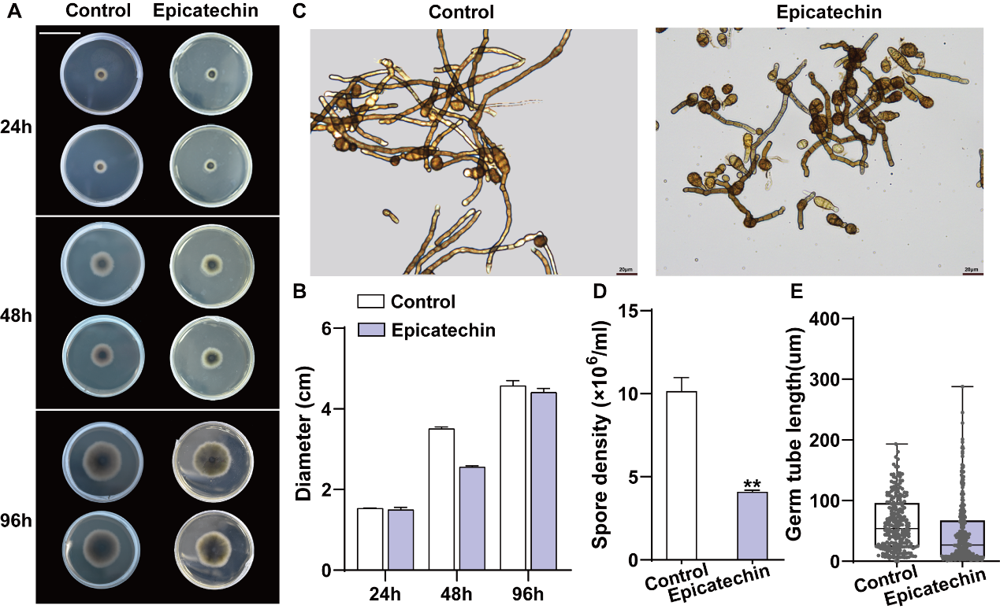 A
Control
Epicatechin
24h
48h
96h
C
Control
Epicatechin
20μm
20μm
B
Control
Epicatechin
Diameter (cm)
6
4
2
0
24h
48h
96h
D
Spore density (×10⁶/ml)
15
10
5
0
**
Control
Epicatechin
E
Germ tube length(um)
400
300
200
100
0
Control
Epicatechin